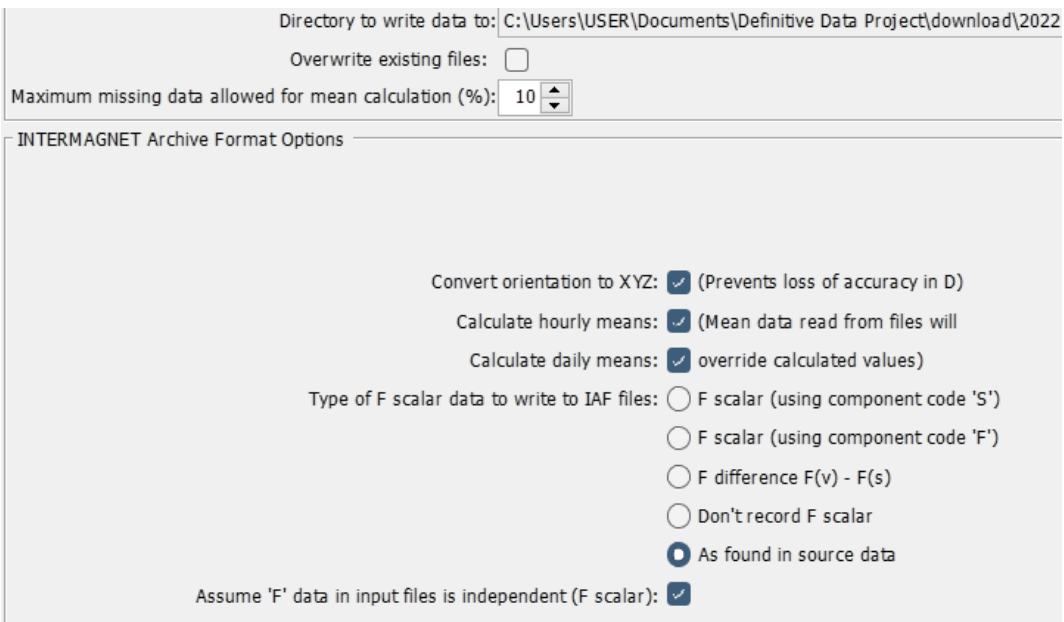 Directory to write data to: C:\Users\USER\Documents\Definitive Data Project\download\2022
Overwrite existing files:
Maximum missing data allowed for mean calculation (%): 10
INTERMAGNET Archive Format Options
Convert orientation to XYZ: (Prevents loss of accuracy in D)
Calculate hourly means: (Mean data read from files will
Calculate daily means: override calculated values)
Type of F scalar data to write to IAF files: F scalar (using component code 'S')
F scalar (using component code 'F')
F difference F(v) - F(s)
Don't record F scalar
As found in source data
Assume 'F' data in input files is independent (F scalar):